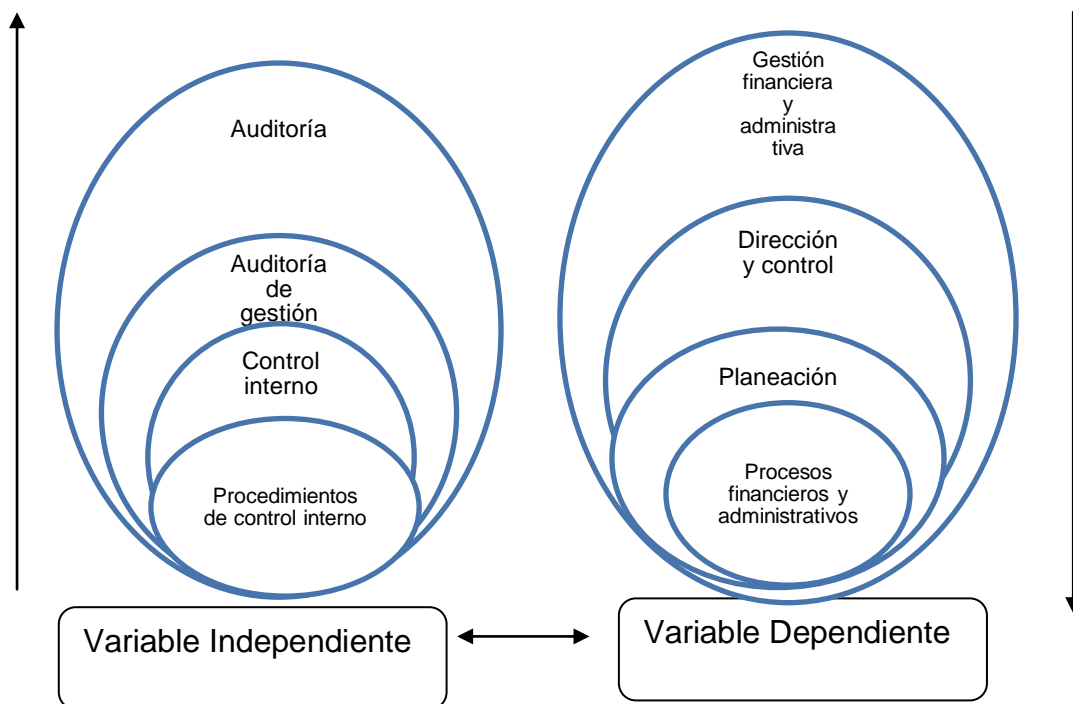 Auditoría
Auditoría
de
gestión
Control
interno
Procedimientos
de control interno
Variable Independiente
Gestión
financiera
y
administra
tiva
Dirección
y control
Planeación
Procesos
financieros y
administrativos
Variable Dependiente